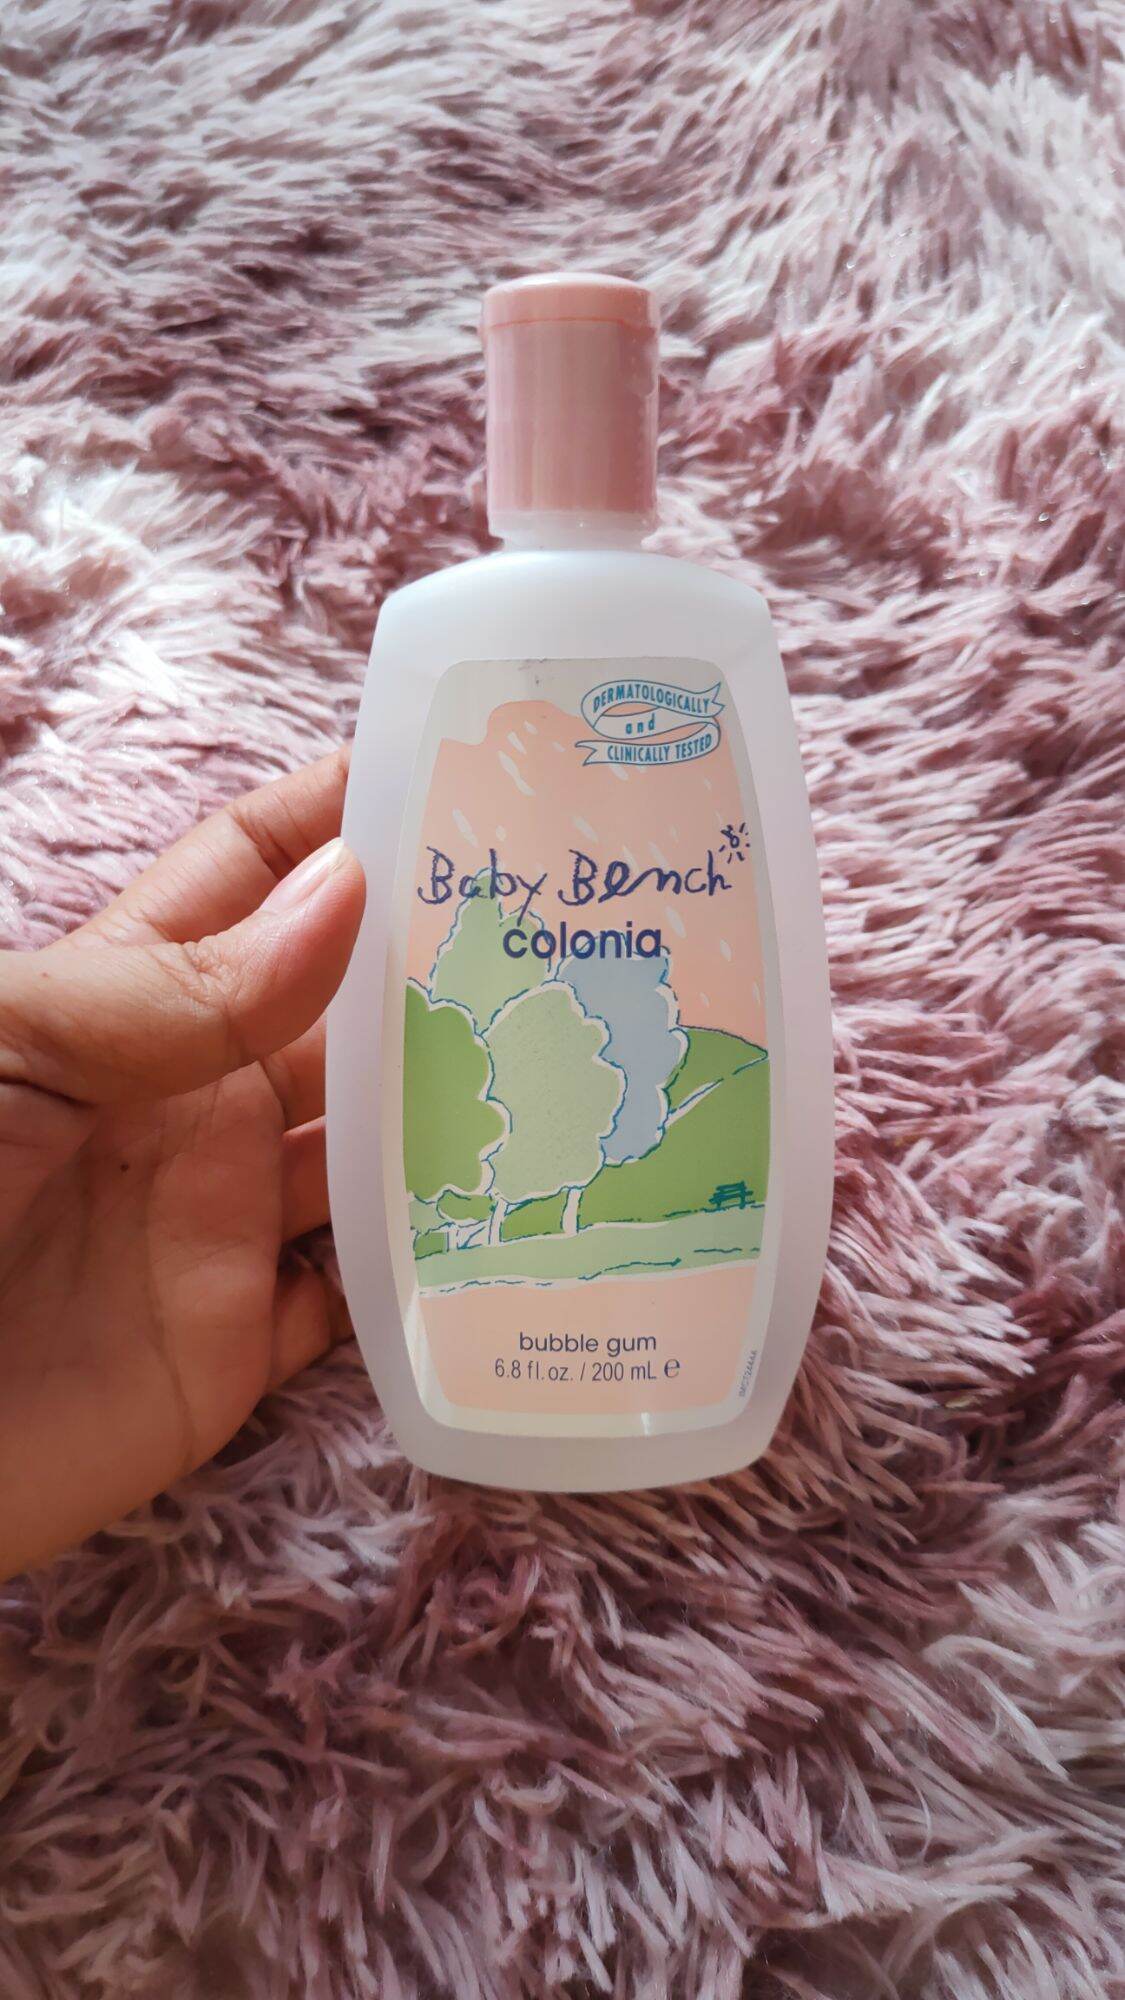 DERMATOLOGICALLY
and
CLINICALLY TESTED
Baby Bench
colonia
bubble gum
6.8 fl.oz. / 200 mL e